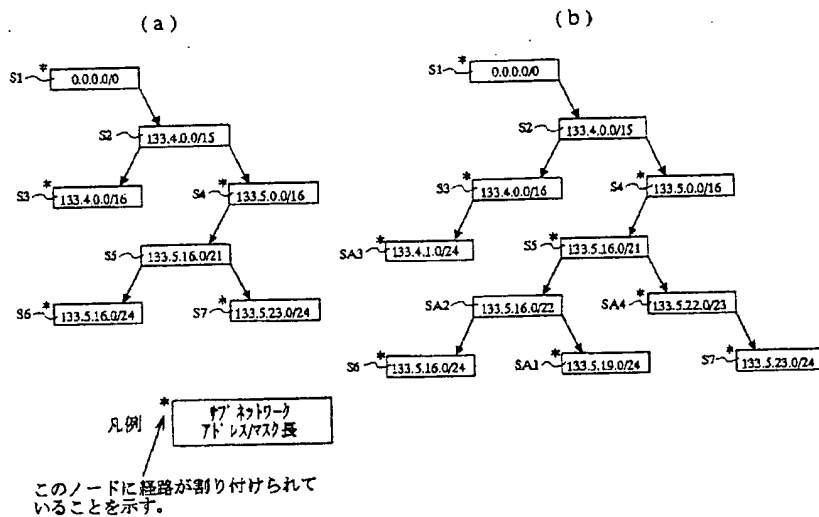 (a)
S1 * 0.0.0.0/0
S2 133.4.0.0/15
S3 * 133.4.0.0/16
S4 * 133.5.0.0/16
S5 133.5.16.0/21
S6 * 133.5.16.0/24
S7 * 133.5.23.0/24
(b)
S1 * 0.0.0.0/0
S2 133.4.0.0/15
S3 * 133.4.0.0/16
S4 * 133.5.0.0/16
SA3 * 133.4.1.0/24
S5 * 133.5.16.0/21
SA2 133.5.16.0/22
SA4 * 133.5.22.0/23
S6 * 133.5.16.0/24
SA1 * 133.5.19.0/24
S7 * 133.5.23.0/24
凡例
*
サブネットワーク
アドレス/マスク長
このノードに経路が割り付けられて
いることを示す。